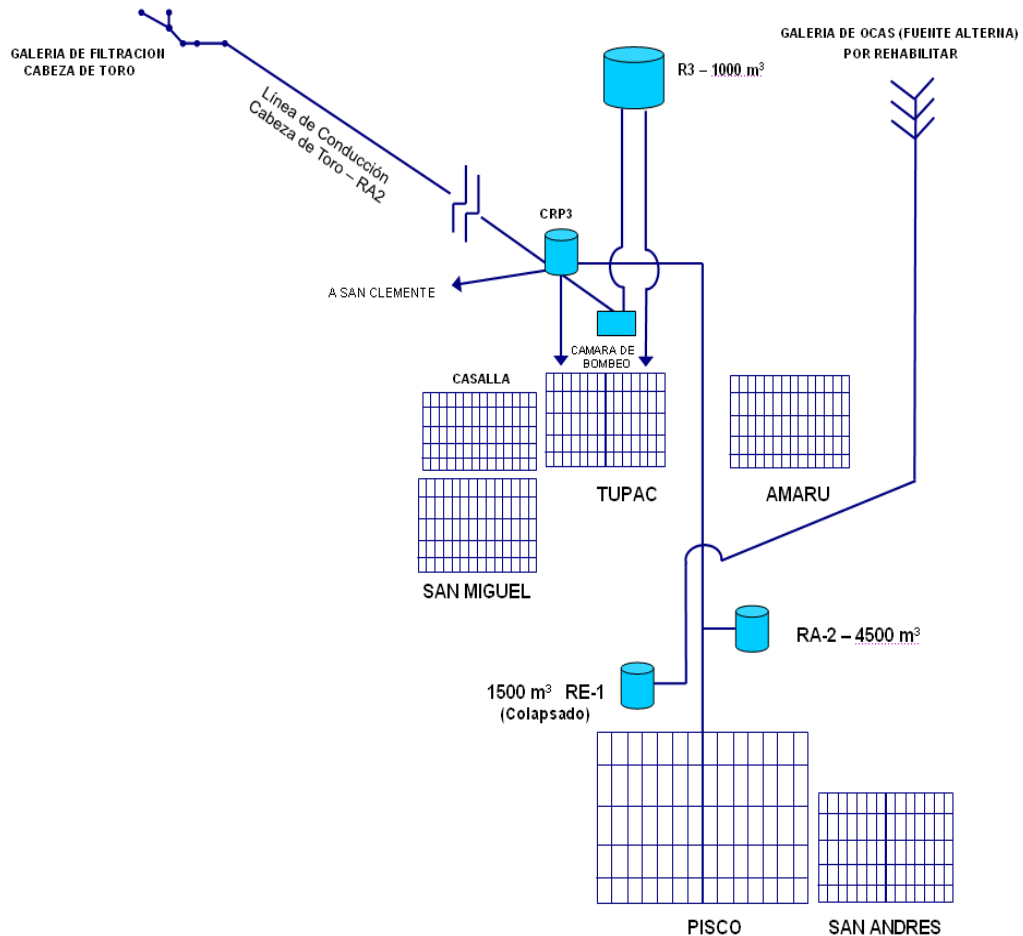 GALERIA DE FILTRACION
CABEZA DE TORO
Línea de Conducción
Cabeza de Toro – RA2
R3 – 1000 m³
GALERIA DE OCAS (FUENTE ALTERNA)
POR REHABILITAR
CRP3
A SAN CLEMENTE
CAMARA DE
BOMBEO
CASALLA
TUPAC
AMARU
SAN MIGUEL
RA-2 – 4500 m³
1500 m³ RE-1
(Colapsado)
PISCO
SAN ANDRES